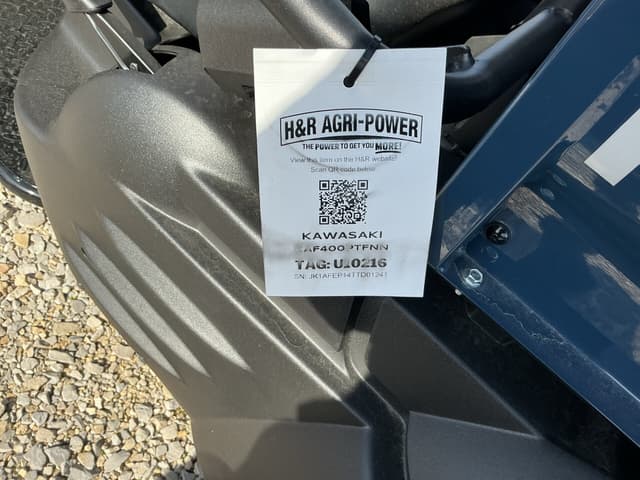 H&R AGRI-POWER
THE POWER TO GET YOU MORE!
View this item on the H&R website!
Scan QR code below
KAWASAKI
TAG: U10216
SN: